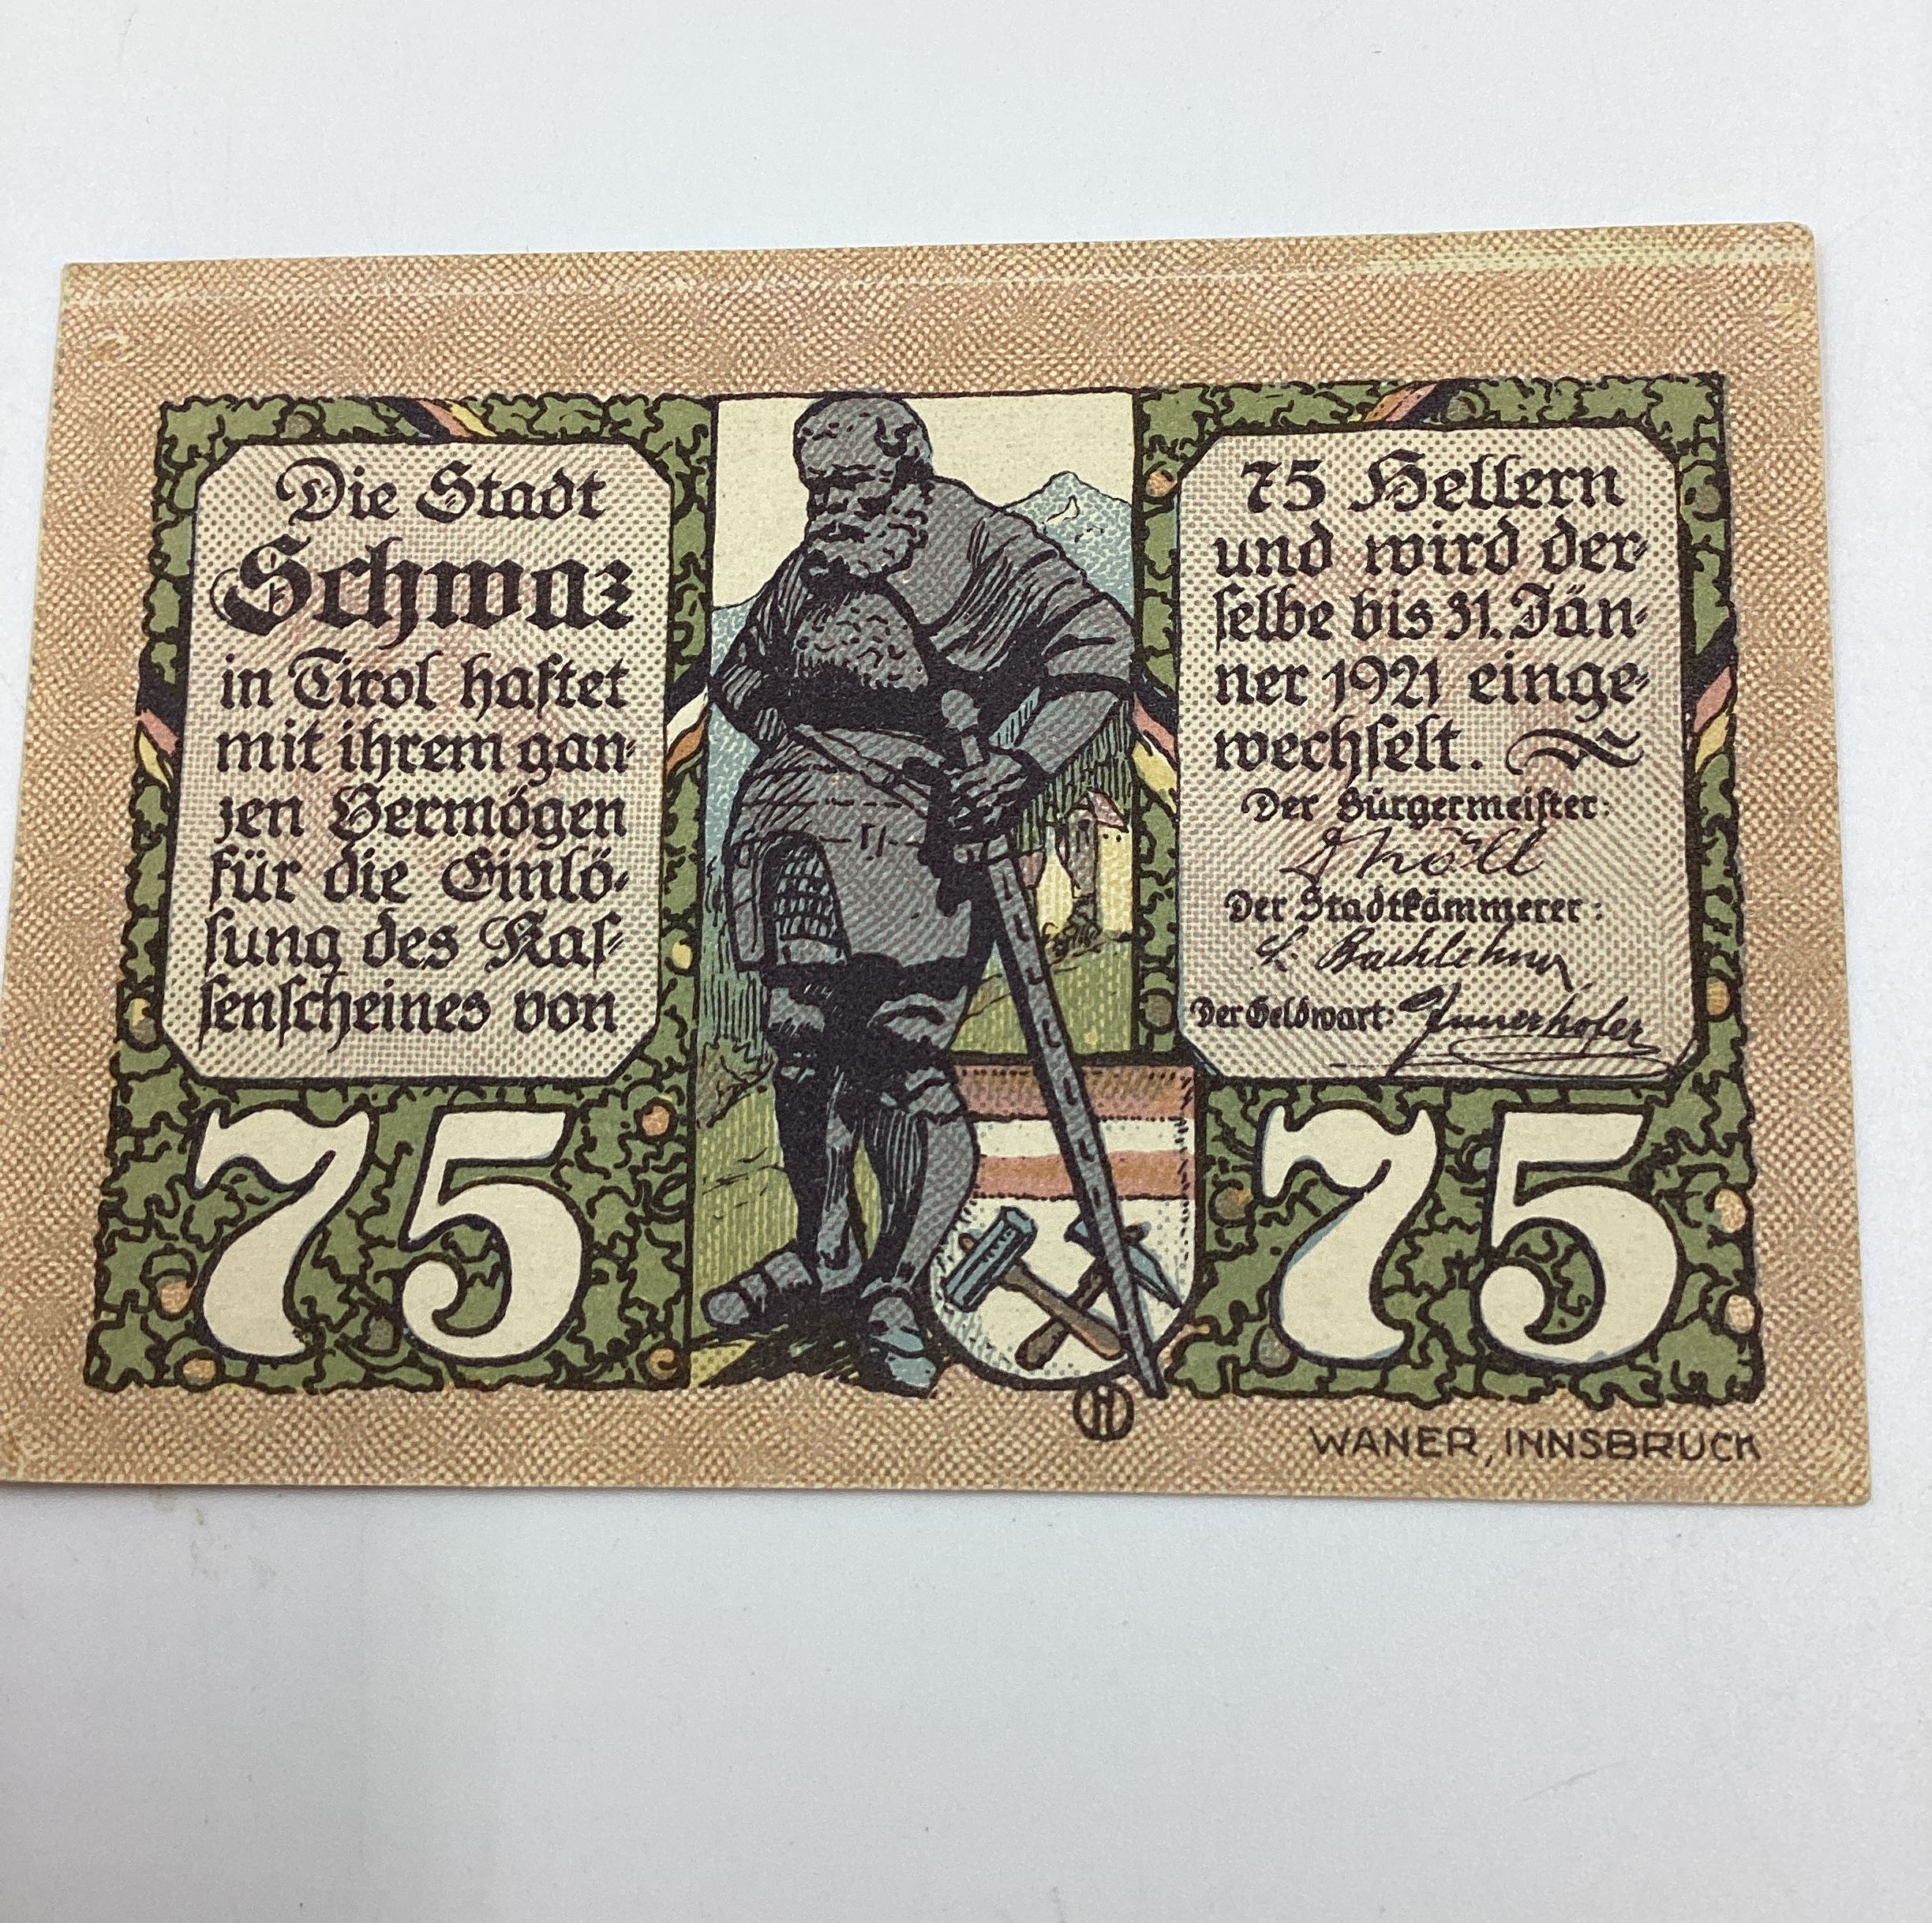 Die Stadt
Schwaz
in Tirol haftet
mit ihrem gan-
zen Vermögen
für die Einlö-
sung des Kas-
senscheines von
75
75 Hellern
und wird der-
selbe bis 31. Jän-
ner 1921 einge-
wechselt.
Der Bürgermeister:
Der Stadtkämmerer:
Der Geldwart: Innerhofer
75
H
WANER, INNSBRUCK